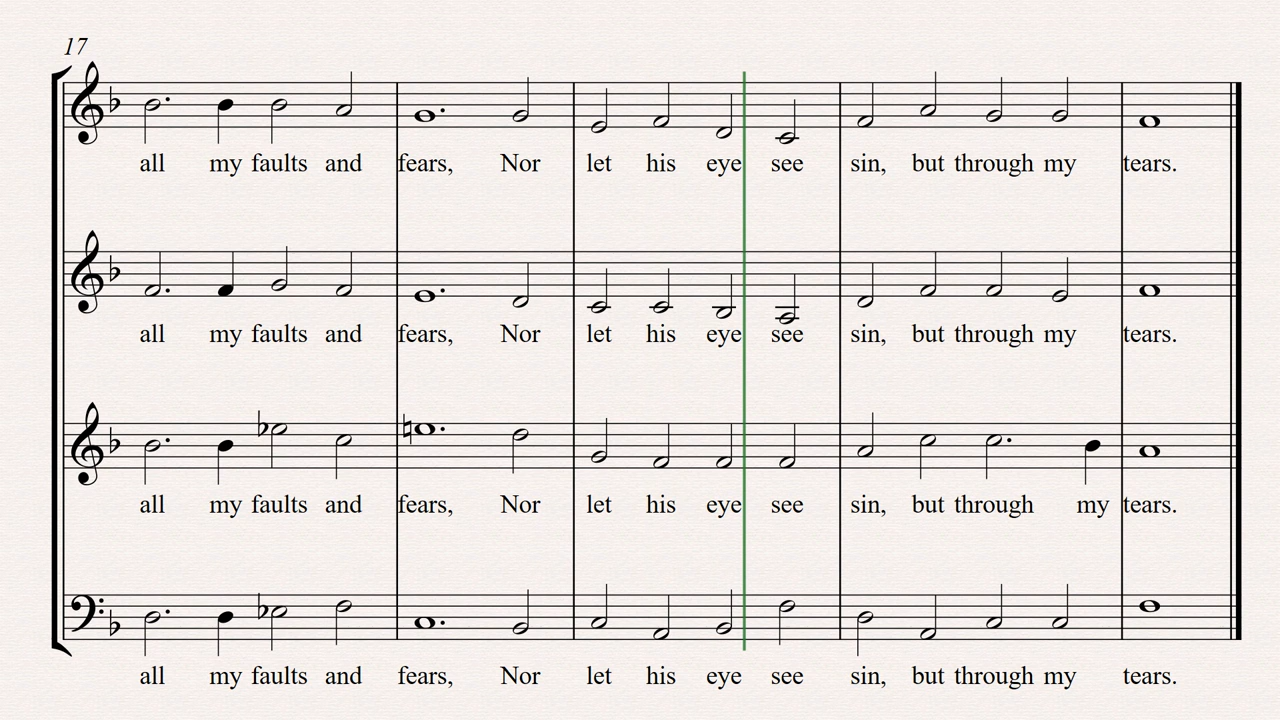 17
all my faults and fears, Nor let his eye see sin, but through my tears.
all my faults and fears, Nor let his eye see sin, but through my tears.
all my faults and fears, Nor let his eye see sin, but through my tears.
all my faults and fears, Nor let his eye see sin, but through my tears.